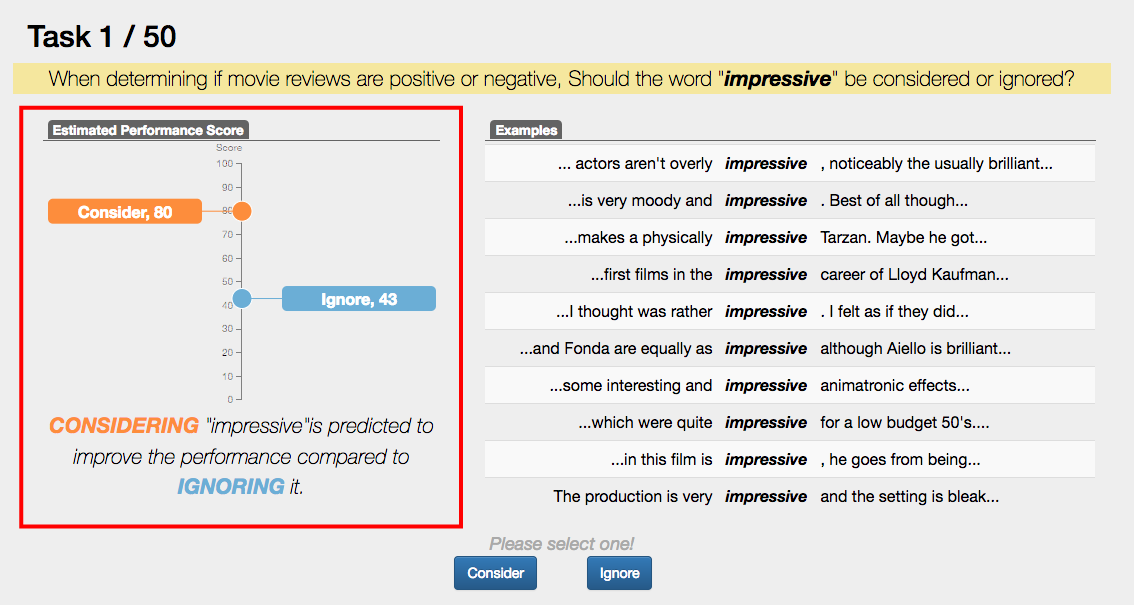 Task 1 / 50
When determining if movie reviews are positive or negative, Should the word "impressive" be considered or ignored?
Estimated Performance Score
Score
100
90
Consider, 80
80
70
60
50
40
Ignore, 43
30
20
10
0
CONSIDERING "impressive"is predicted to
improve the performance compared to
IGNORING it.
Examples
... actors aren't overly impressive , noticeably the usually brilliant...
...is very moody and impressive . Best of all though...
...makes a physically impressive Tarzan. Maybe he got...
...first films in the impressive career of Lloyd Kaufman...
...I thought was rather impressive . I felt as if they did...
...and Fonda are equally as impressive although Aiello is brilliant...
...some interesting and impressive animatronic effects...
...which were quite impressive for a low budget 50's....
...in this film is impressive , he goes from being...
The production is very impressive and the setting is bleak...
Please select one!
Consider
Ignore